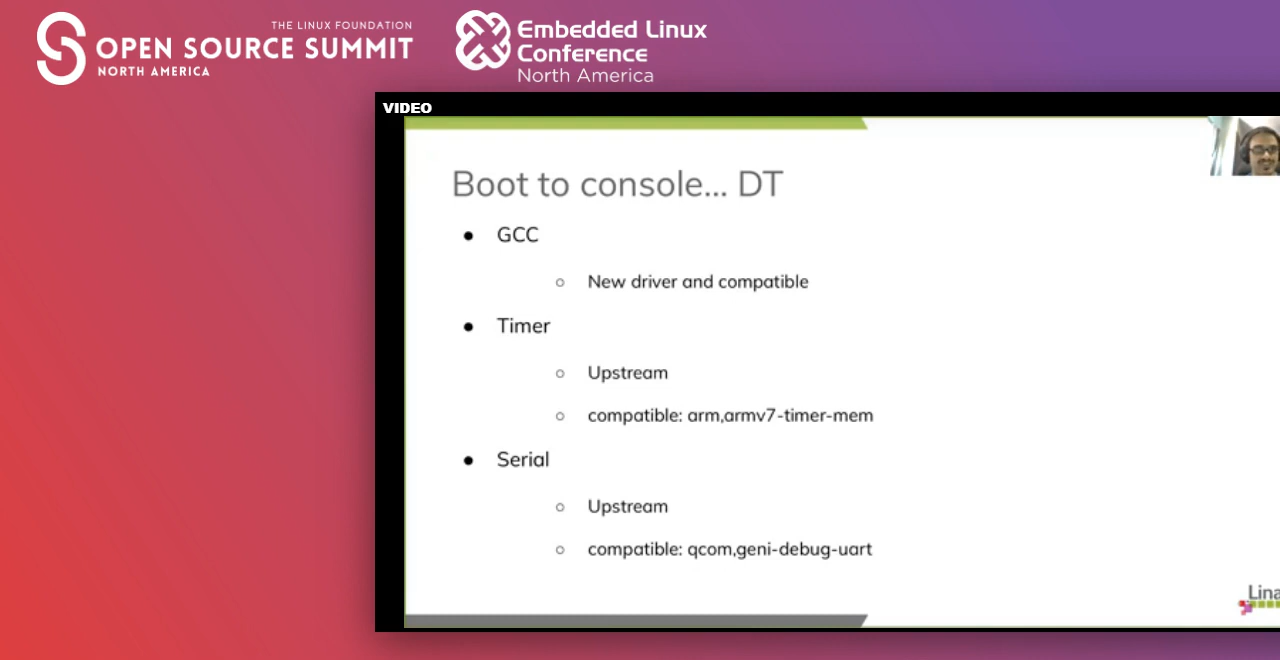 THE LINUX FOUNDATION
OPEN SOURCE SUMMIT
NORTH AMERICA
Embedded Linux
Conference
North America
VIDEO
Boot to console... DT
● GCC
○ New driver and compatible
● Timer
○ Upstream
○ compatible: arm,armv7-timer-mem
● Serial
○ Upstream
○ compatible: qcom,geni-debug-uart
Lina